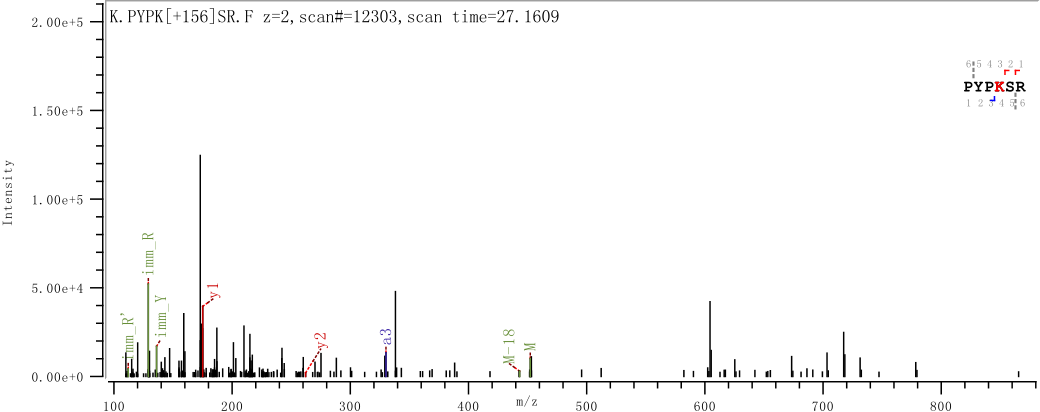 K.PYPK[+156]SR.F z=2,scan#=12303,scan time=27.1609
2.00e+5
1.50e+5
1.00e+5
5.00e+4
0.00e+0
Intensity
imm_R'
imm_R
imm_Y
y1
y2
a3
M-18
M
6 5 4 3 2 1
PYPKSR
1 2 3 4 5 6
100 200 300 400 500 600 700 800
m/z